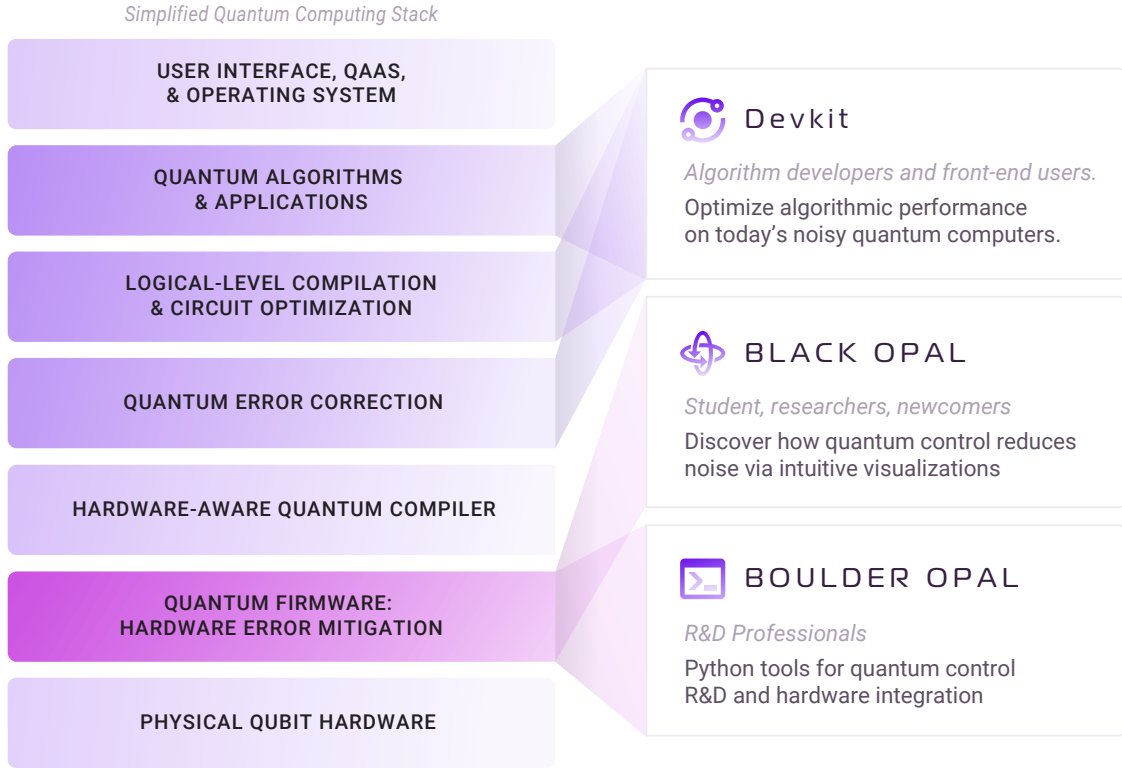 Simplified Quantum Computing Stack
USER INTERFACE, QAAS,
& OPERATING SYSTEM
QUANTUM ALGORITHMS
& APPLICATIONS
LOGICAL-LEVEL COMPILATION
& CIRCUIT OPTIMIZATION
QUANTUM ERROR CORRECTION
HARDWARE-AWARE QUANTUM COMPILER
QUANTUM FIRMWARE:
HARDWARE ERROR MITIGATION
PHYSICAL QUBIT HARDWARE
Devkit
Algorithm developers and front-end users.
Optimize algorithmic performance
on today’s noisy quantum computers.
BLACK OPAL
Student, researchers, newcomers
Discover how quantum control reduces
noise via intuitive visualizations
BOULDER OPAL
R&D Professionals
Python tools for quantum control
R&D and hardware integration